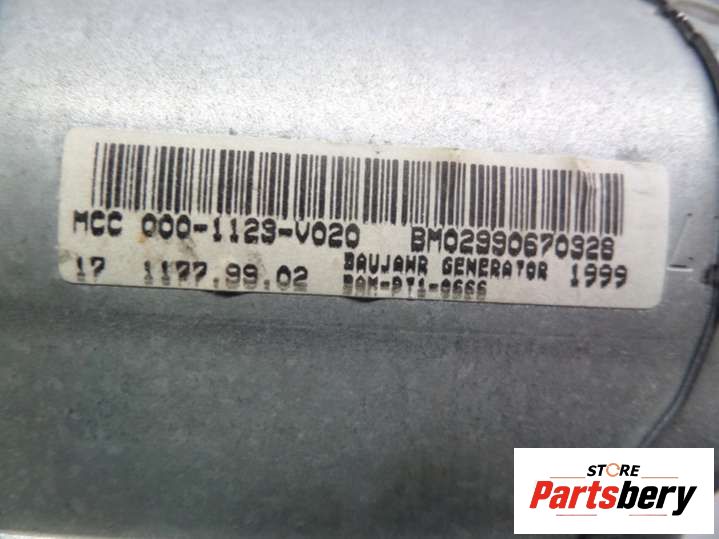 MCC 000-1123-V020 BM02990670328
17 1177.99.02 BAUJAHR GENERATOR 1999
BAM-PT1-0666
STORE
Partsbery